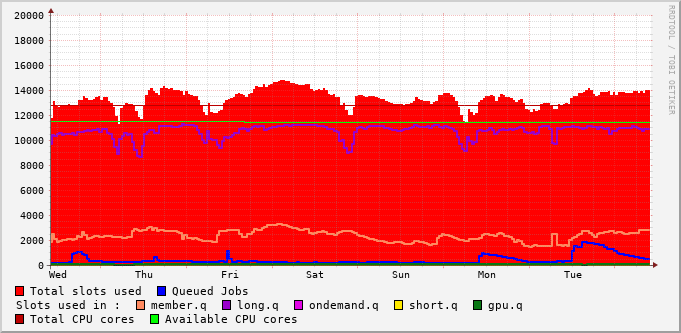 20000
18000
16000
14000
12000
10000
8000
6000
4000
2000
0
Wed Thu Fri Sat Sun Mon Tue
RRDTOOL / TOBI OETIKER
Total slots used Queued Jobs
Slots used in : member.q long.q ondemand.q short.q gpu.q
Total CPU cores Available CPU cores